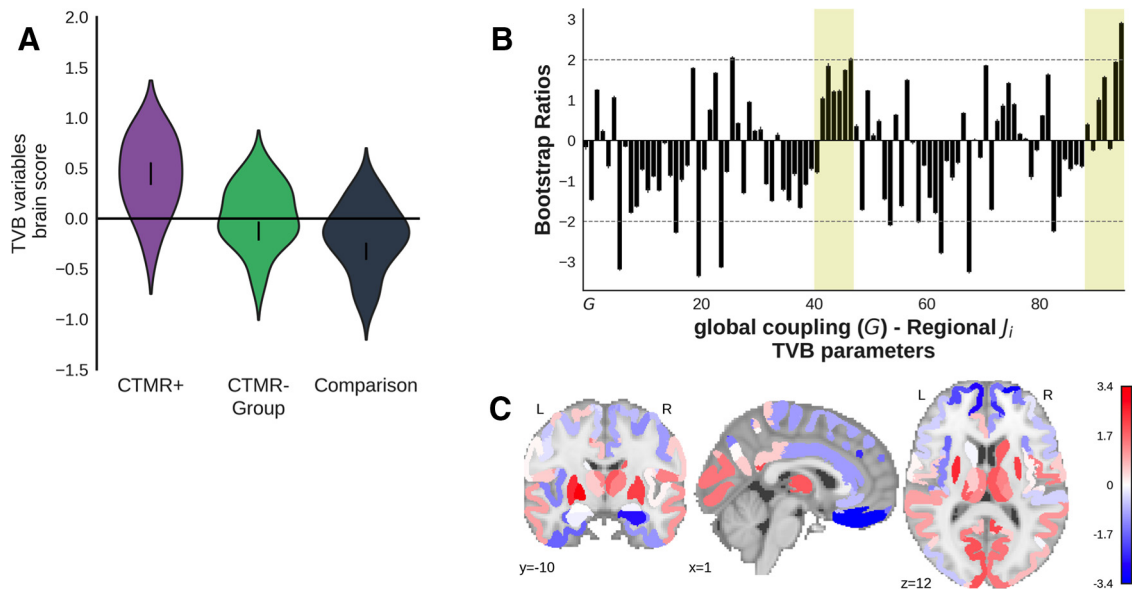 A
2.0
1.5
1.0
0.5
0.0
−0.5
−1.0
−1.5
TVB variables
brain score
CTMR+
CTMR-
Group
Comparison
B
3
2
1
0
−1
−2
−3
Bootstrap Ratios
G
20
40
60
80
global coupling (G) - Regional Ji
TVB parameters
C
L
R
y=-10
x=1
L
R
z=12
3.4
1.7
0
-1.7
-3.4